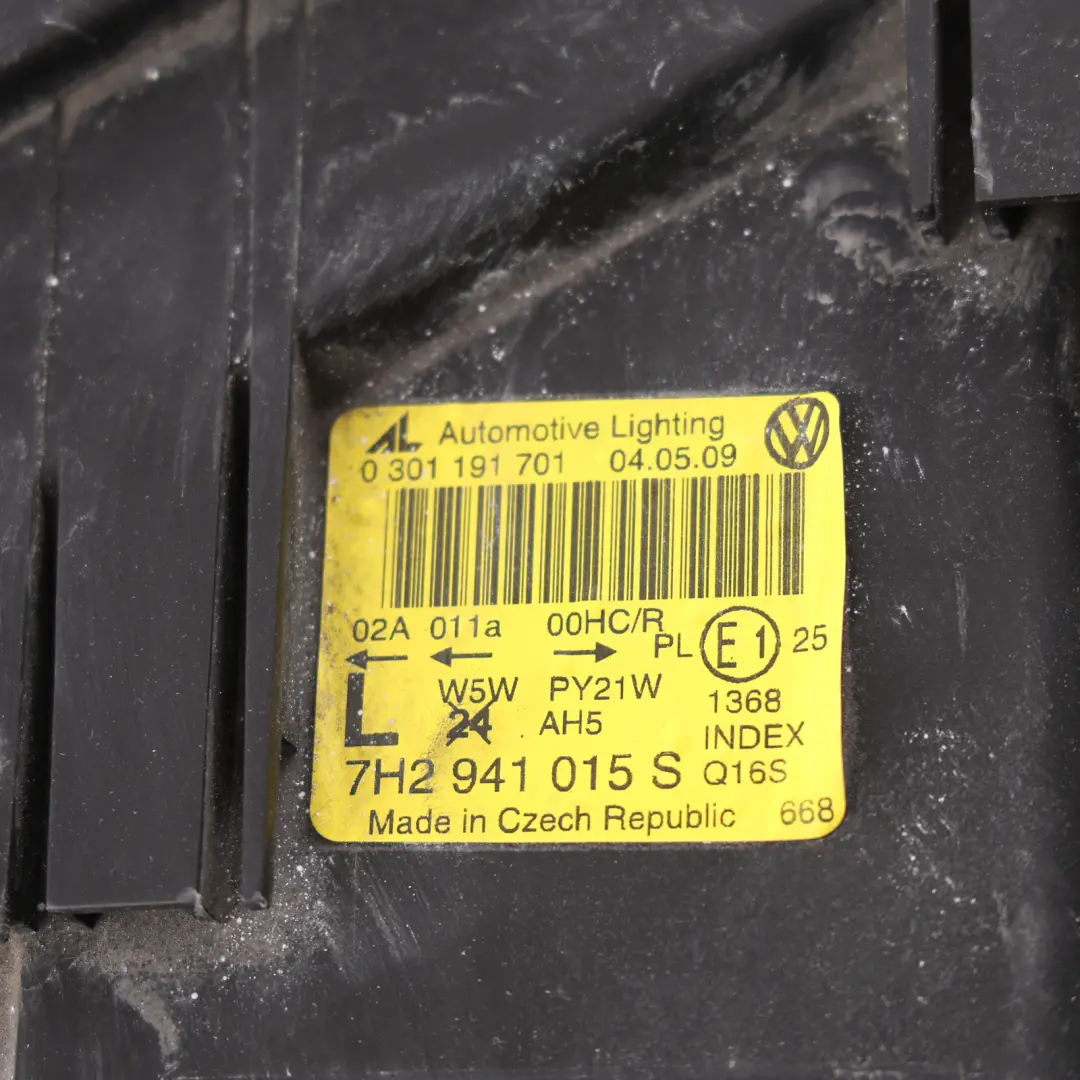 AL Automotive Lighting
0 301 191 701 04.05.09
02A 011a 00HC/R PL E1 25
L W5W PY21W 1368
24 AH5 INDEX
7H2 941 015 S Q16S
Made in Czech Republic 668